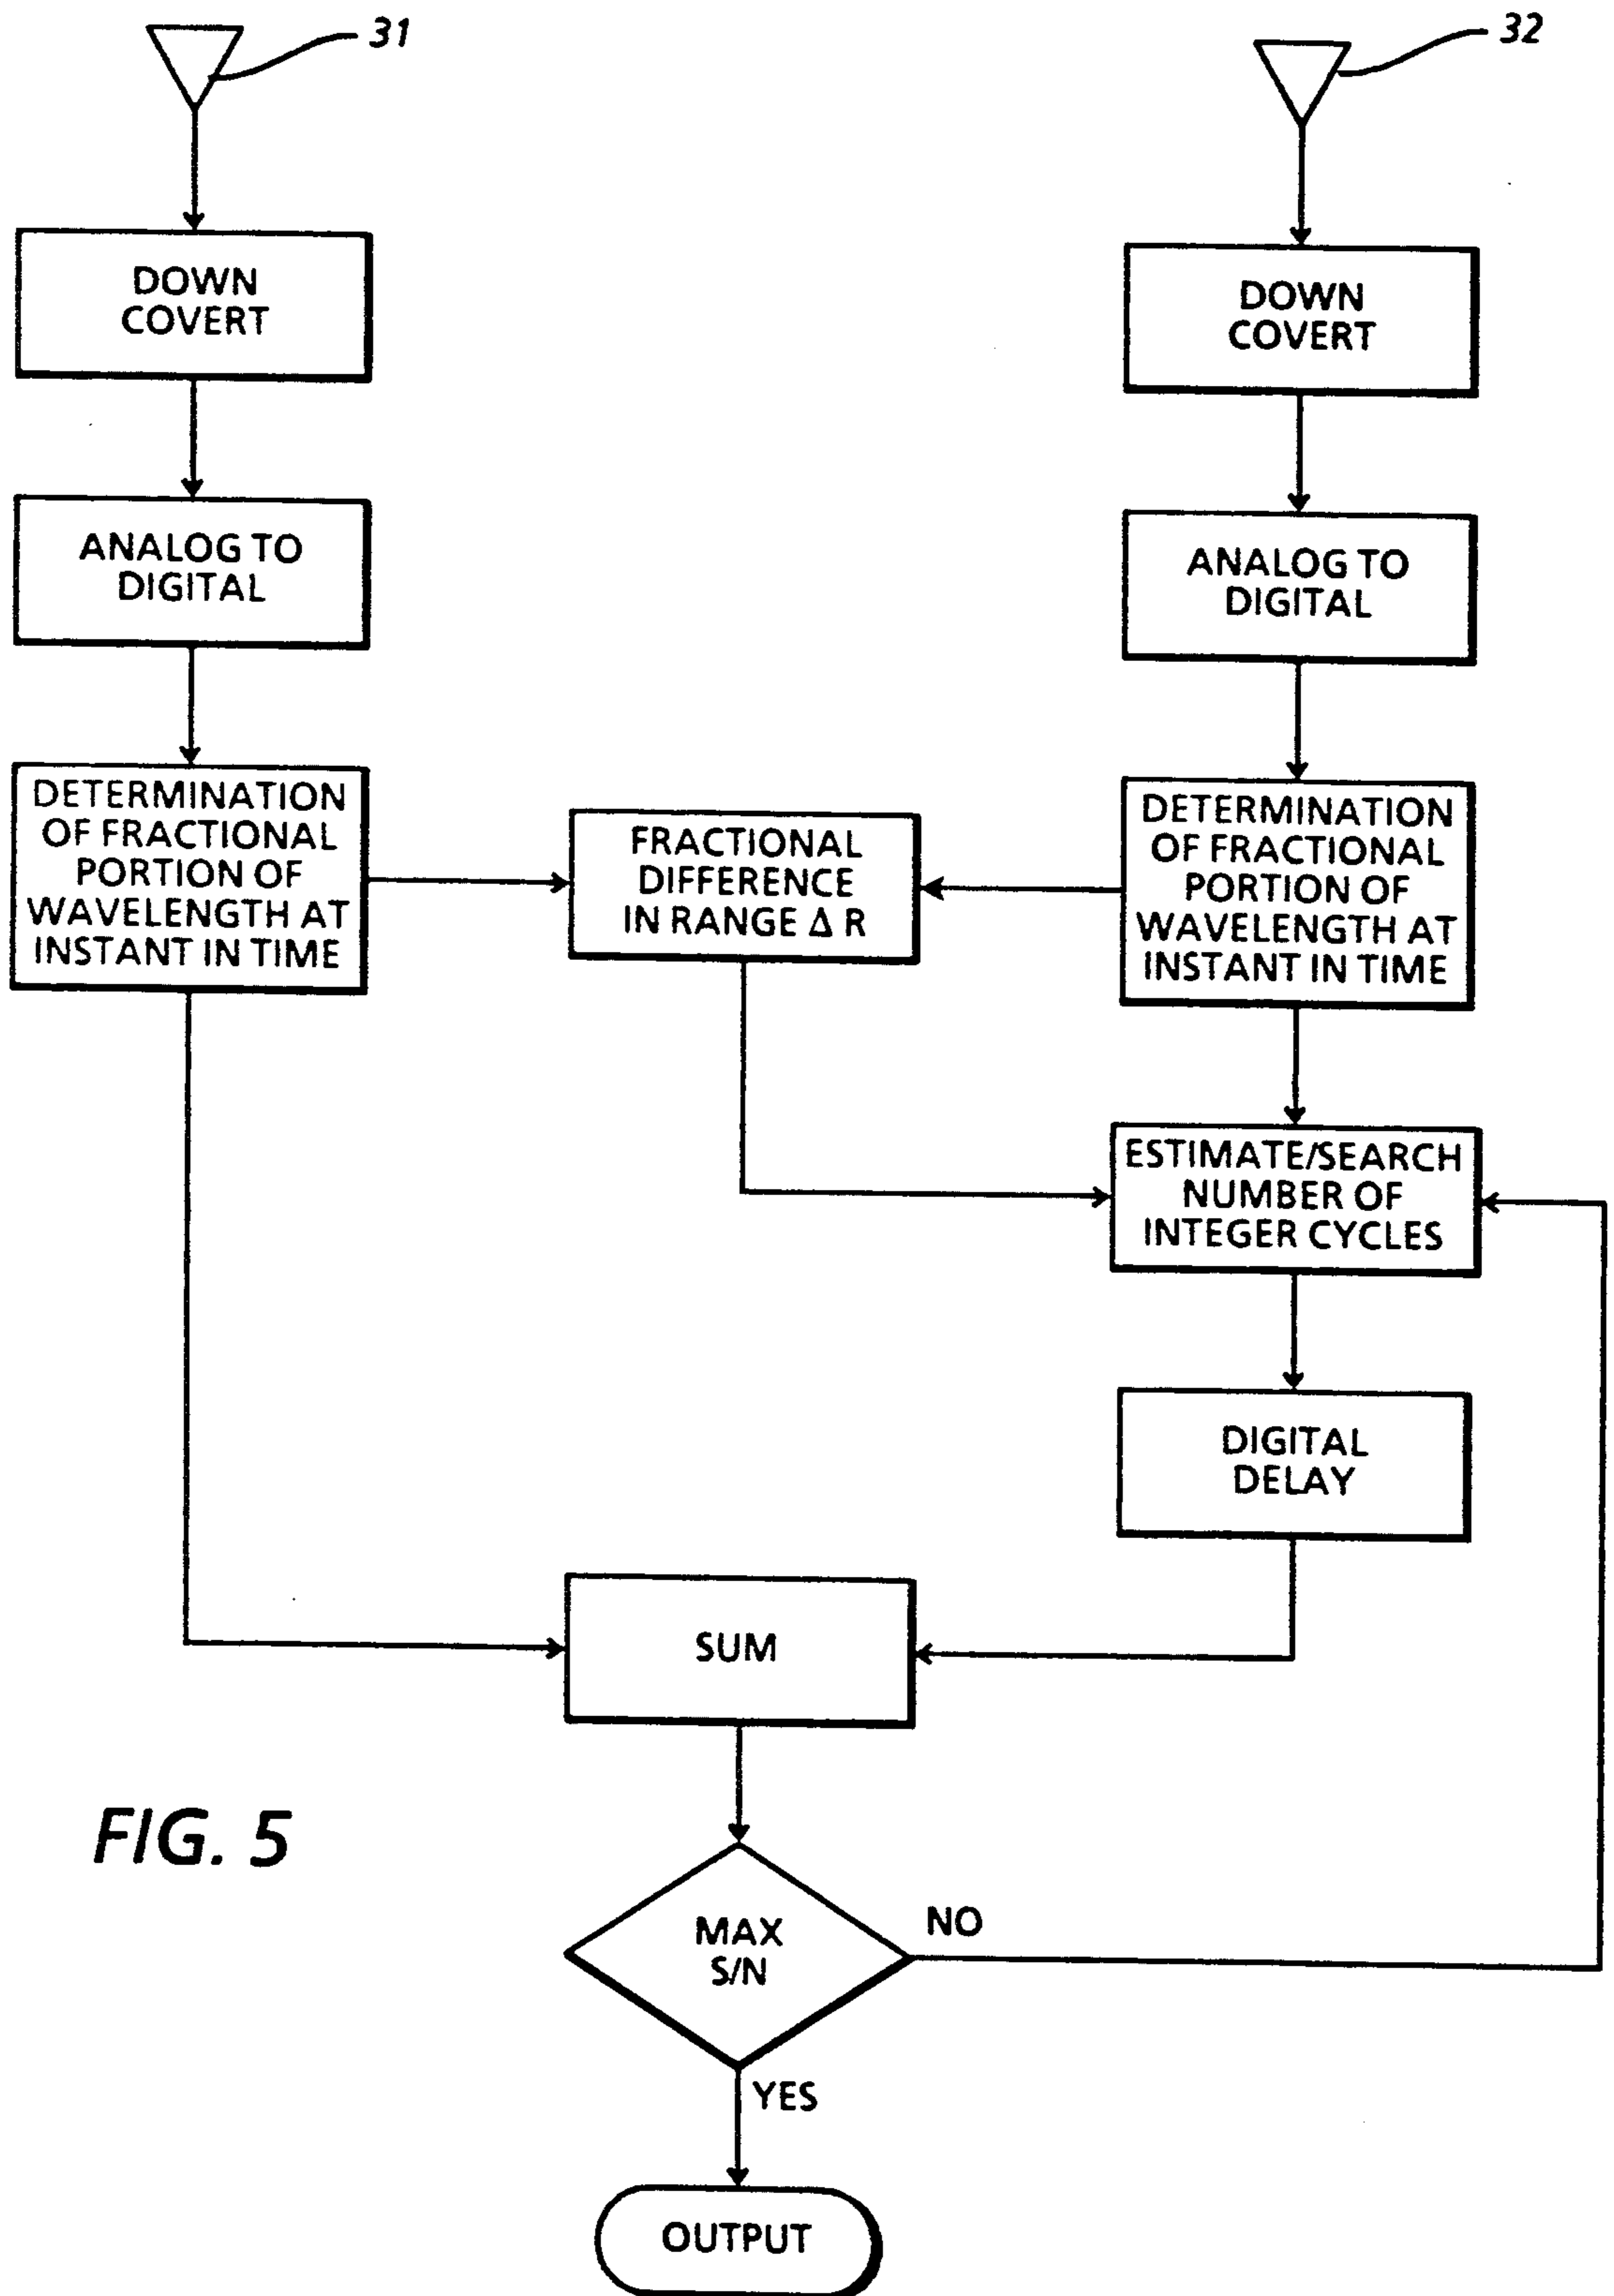 31
32
DOWN
COVERT
DOWN
COVERT
ANALOG TO
DIGITAL
ANALOG TO
DIGITAL
DETERMINATION
OF FRACTIONAL
PORTION OF
WAVELENGTH AT
INSTANT IN TIME
FRACTIONAL
DIFFERENCE
IN RANGE Δ R
DETERMINATION
OF FRACTIONAL
PORTION OF
WAVELENGTH AT
INSTANT IN TIME
ESTIMATE/SEARCH
NUMBER OF
INTEGER CYCLES
DIGITAL
DELAY
SUM
FIG. 5
MAX
S/N
NO
YES
OUTPUT